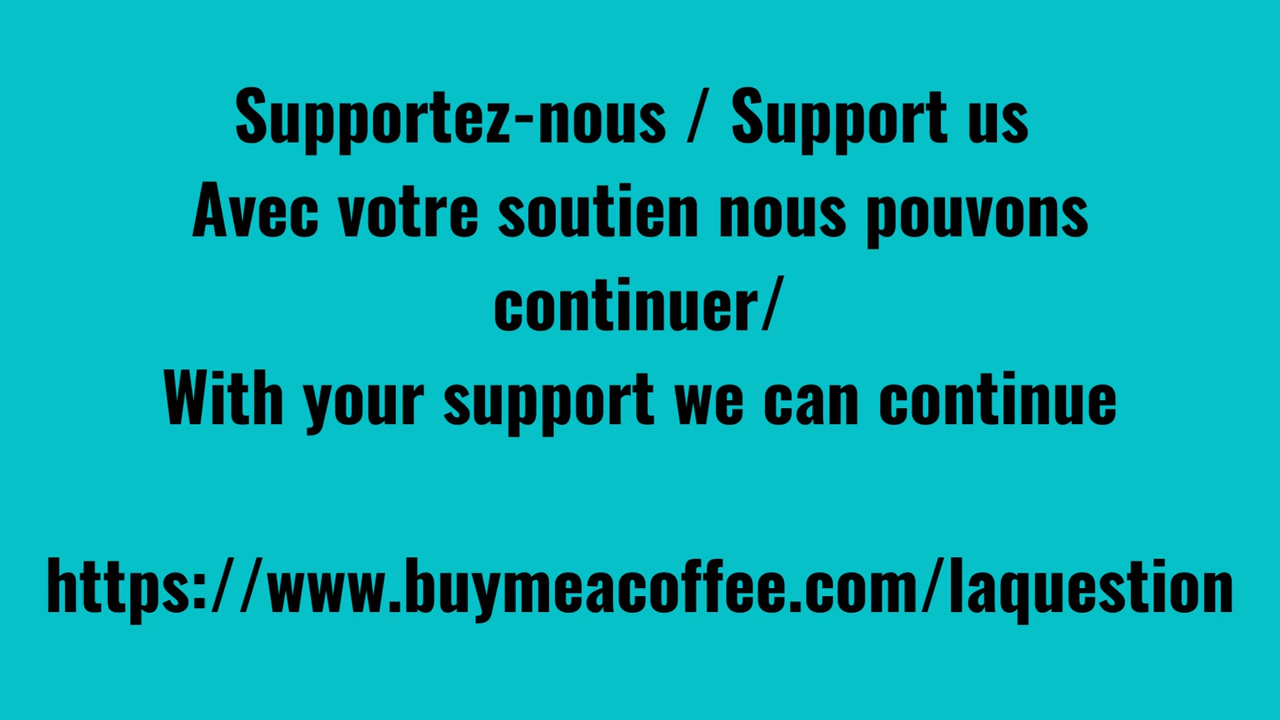 Supportez-nous / Support us
Avec votre soutien nous pouvons
continuer/
With your support we can continue
https://www.buymeacoffee.com/laquestion